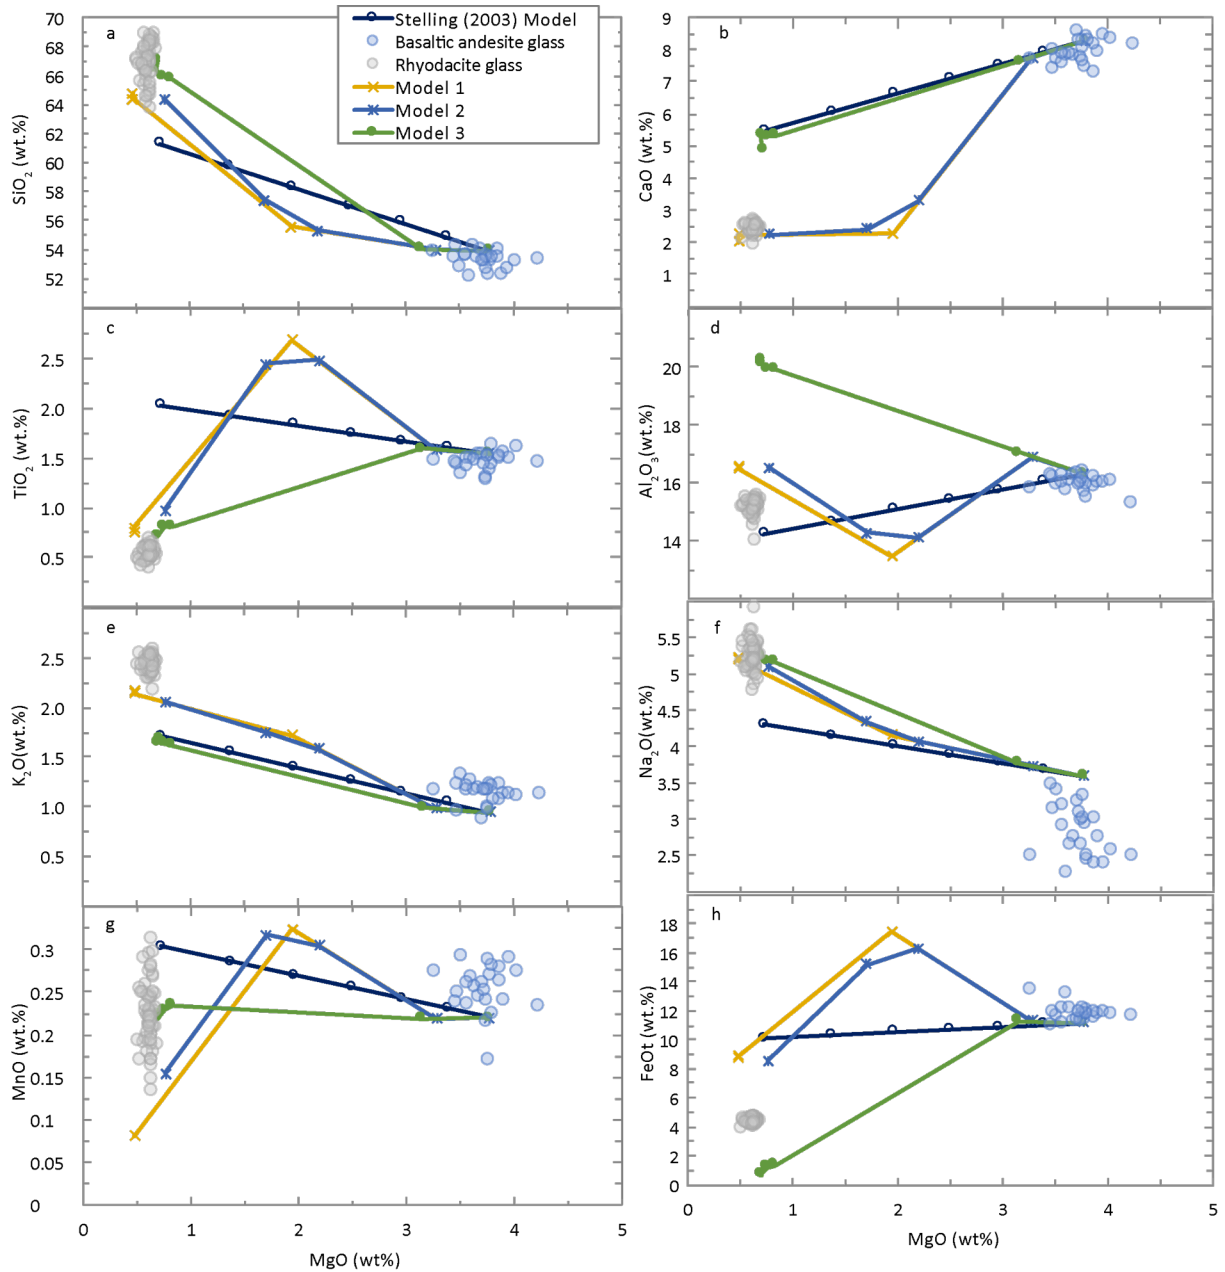 a
70
68
66
64
62
60
58
56
54
52
SiO2 (wt.%)
Stelling (2003) Model
Basaltic andesite glass
Rhyodacite glass
Model 1
Model 2
Model 3
b
9
8
7
6
5
4
3
2
1
CaO (wt.%)
c
2.5
2.0
1.5
1.0
0.5
TiO2 (wt.%)
d
20
18
16
14
Al2O3(wt.%)
e
2.5
2.0
1.5
1.0
0.5
K2O(wt.%)
f
5.5
5
4.5
4
3.5
3
2.5
Na2O(wt.%)
g
0.3
0.25
0.2
0.15
0.1
0.05
0
MnO (wt.%)
0 1 2 3 4 5
MgO (wt%)
h
18
16
14
12
10
8
6
4
2
0
FeOt (wt.%)
1 2 3 4 5
MgO (wt%)